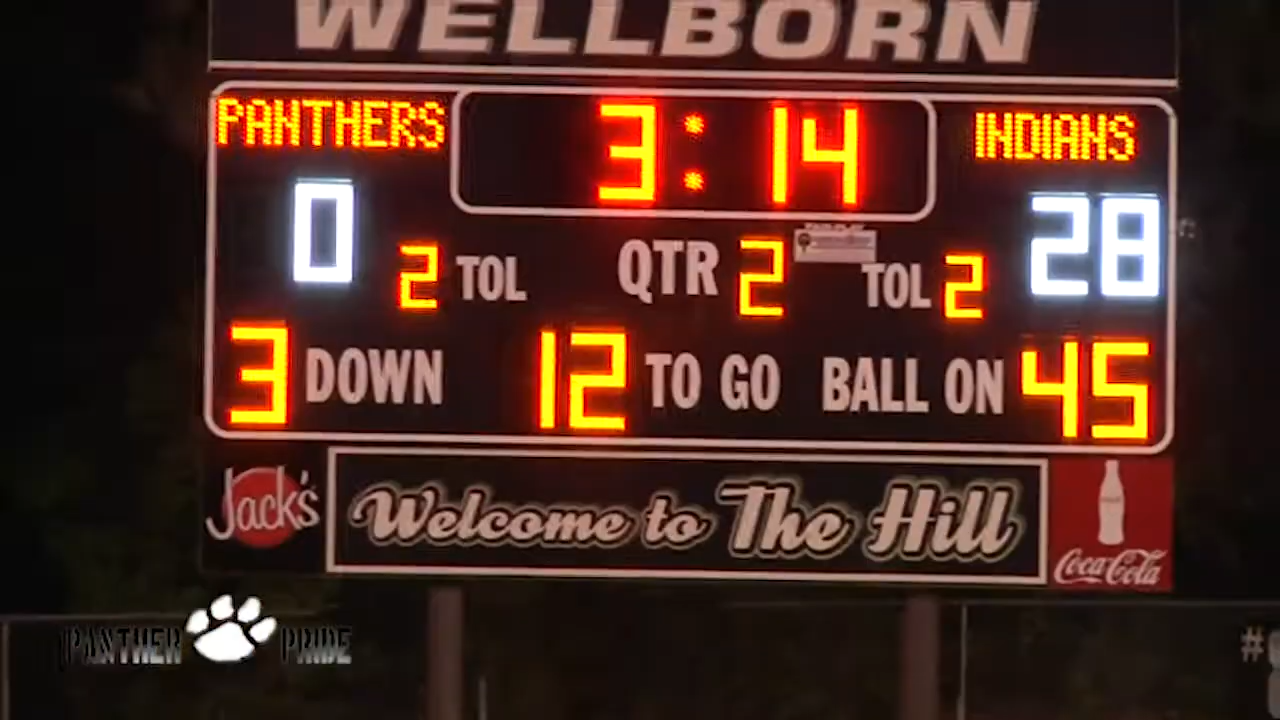 WELLBORN
PANTHERS 3:14 INDIANS
0 28
2 TOL QTR 2 TOL 2
3 DOWN 12 TO GO BALL ON 45
Jack's Welcome to The Hill Coca-Cola
PANTHER PRIDE
#